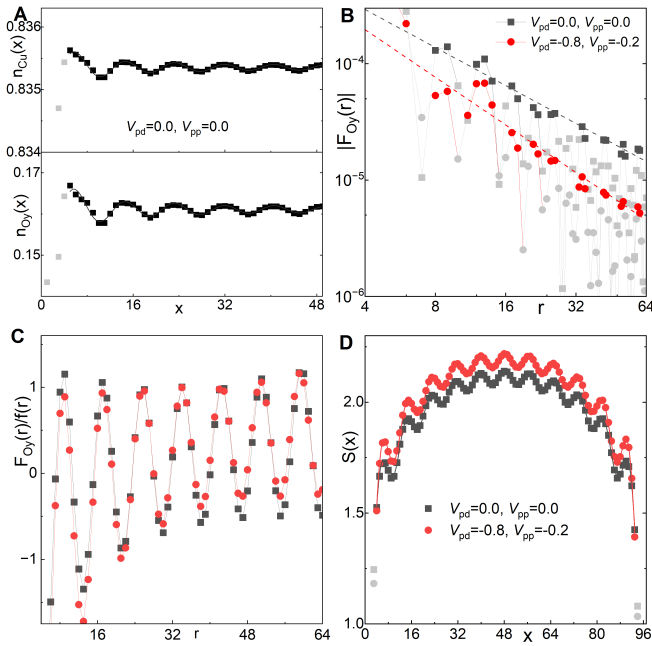 A
n_Cu(x)
0.836
0.835
0.834
V_pd=0.0, V_pp=0.0
n_Oy(x)
0.17
0.15
0 16 32 48
x
B
V_pd=0.0, V_pp=0.0
V_pd=−0.8, V_pp=−0.2
|F_Oy(r)|
10^−4
10^−5
10^−6
4 8 16 32 64
r
C
F_Oy(r)/f(r)
1
0
−1
16 32 48 64
r
D
S(x)
2.0
1.5
1.0
V_pd=0.0, V_pp=0.0
V_pd=−0.8, V_pp=−0.2
0 16 32 48 64 80 96
x